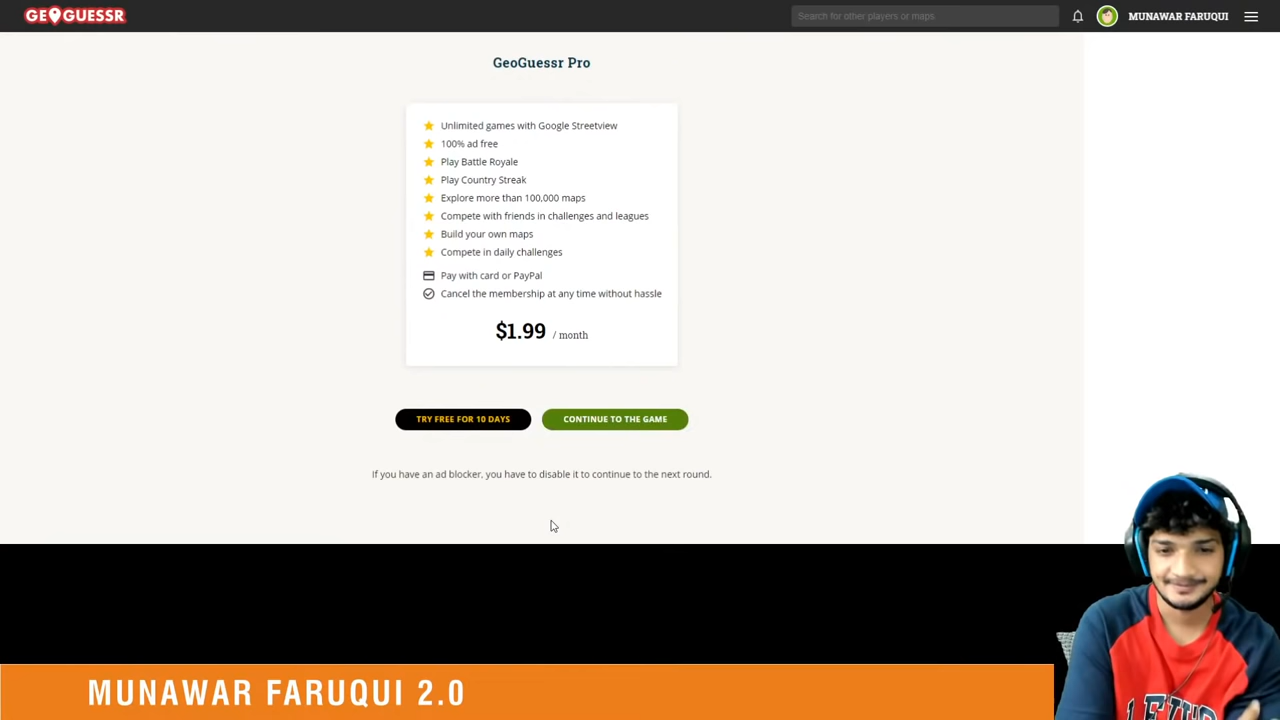 GEOGUESSR
Search for other players or maps
MUNAWAR FARUQUI
GeoGuessr Pro
Unlimited games with Google Streetview
100% ad free
Play Battle Royale
Play Country Streak
Explore more than 100,000 maps
Compete with friends in challenges and leagues
Build your own maps
Compete in daily challenges
Pay with card or PayPal
Cancel the membership at any time without hassle
$1.99 / month
TRY FREE FOR 10 DAYS
CONTINUE TO THE GAME
If you have an ad blocker, you have to disable it to continue to the next round.
MUNAWAR FARUQUI 2.0